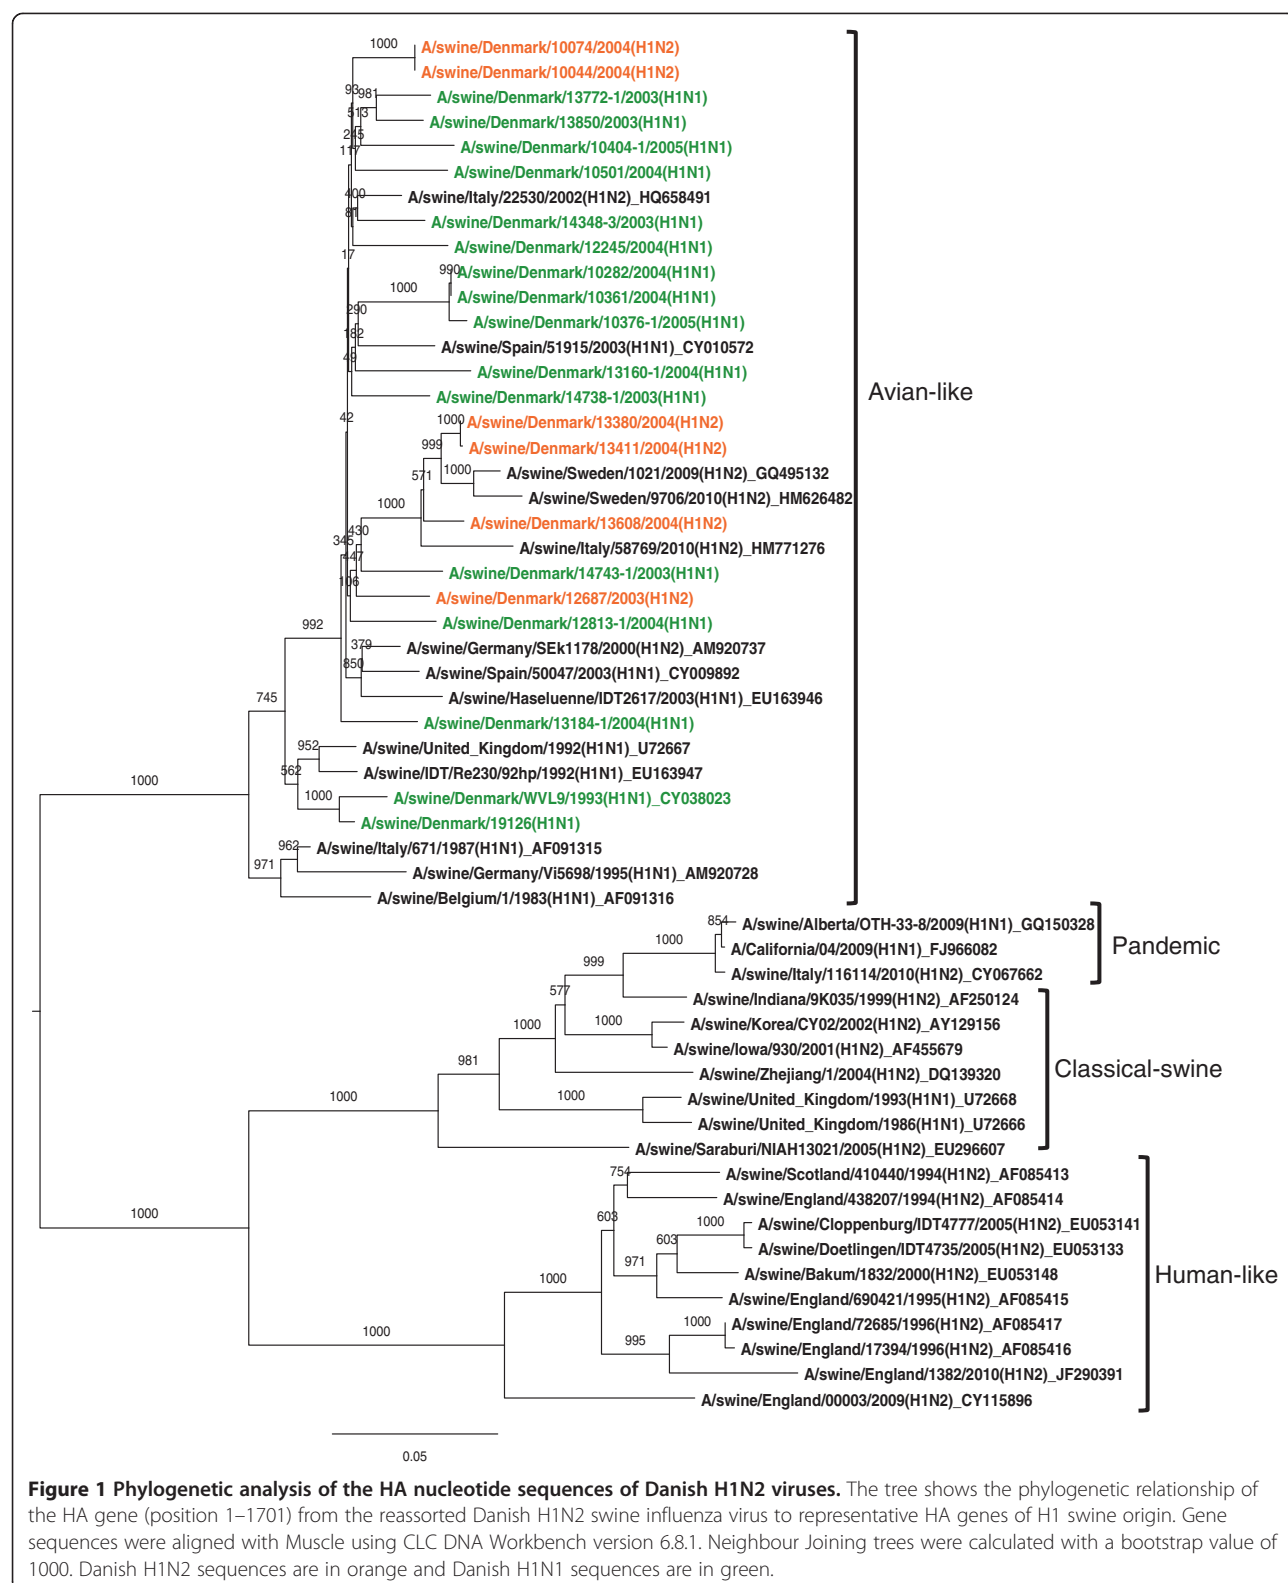 1000
A/swine/Denmark/10074/2004(H1N2)
A/swine/Denmark/10044/2004(H1N2)
93
981
A/swine/Denmark/13772-1/2003(H1N1)
513
A/swine/Denmark/13850/2003(H1N1)
245
A/swine/Denmark/10404-1/2005(H1N1)
117
A/swine/Denmark/10501/2004(H1N1)
400
A/swine/Italy/22530/2002(H1N2)_HQ658491
81
A/swine/Denmark/14348-3/2003(H1N1)
A/swine/Denmark/12245/2004(H1N1)
17
990
A/swine/Denmark/10282/2004(H1N1)
1000
A/swine/Denmark/10361/2004(H1N1)
290
A/swine/Denmark/10376-1/2005(H1N1)
182
A/swine/Spain/51915/2003(H1N1)_CY010572
49
A/swine/Denmark/13160-1/2004(H1N1)
A/swine/Denmark/14738-1/2003(H1N1)
Avian-like
42
1000
A/swine/Denmark/13380/2004(H1N2)
999
A/swine/Denmark/13411/2004(H1N2)
1000
A/swine/Sweden/1021/2009(H1N2)_GQ495132
571
A/swine/Sweden/9706/2010(H1N2)_HM626482
1000
A/swine/Denmark/13608/2004(H1N2)
430
345
A/swine/Italy/58769/2010(H1N2)_HM771276
447
A/swine/Denmark/14743-1/2003(H1N1)
106
A/swine/Denmark/12687/2003(H1N2)
A/swine/Denmark/12813-1/2004(H1N1)
992
379
A/swine/Germany/SEk1178/2000(H1N2)_AM920737
850
A/swine/Spain/50047/2003(H1N1)_CY009892
745
A/swine/Haseluenne/IDT2617/2003(H1N1)_EU163946
A/swine/Denmark/13184-1/2004(H1N1)
952
A/swine/United_Kingdom/1992(H1N1)_U72667
562
A/swine/IDT/Re230/92hp/1992(H1N1)_EU163947
1000
1000
A/swine/Denmark/WVL9/1993(H1N1)_CY038023
A/swine/Denmark/19126(H1N1)
962
A/swine/Italy/671/1987(H1N1)_AF091315
971
A/swine/Germany/Vi5698/1995(H1N1)_AM920728
A/swine/Belgium/1/1983(H1N1)_AF091316
854
A/swine/Alberta/OTH-33-8/2009(H1N1)_GQ150328
1000
A/California/04/2009(H1N1)_FJ966082
Pandemic
999
A/swine/Italy/116114/2010(H1N2)_CY067662
577
A/swine/Indiana/9K035/1999(H1N2)_AF250124
1000
1000
A/swine/Korea/CY02/2002(H1N2)_AY129156
A/swine/Iowa/930/2001(H1N2)_AF455679
981
A/swine/Zhejiang/1/2004(H1N2)_DQ139320
Classical-swine
1000
1000
A/swine/United_Kingdom/1993(H1N1)_U72668
A/swine/United_Kingdom/1986(H1N1)_U72666
A/swine/Saraburi/NIAH13021/2005(H1N2)_EU296607
754
A/swine/Scotland/410440/1994(H1N2)_AF085413
A/swine/England/438207/1994(H1N2)_AF085414
1000
603
1000
A/swine/Cloppenburg/IDT4777/2005(H1N2)_EU053141
603
A/swine/Doetlingen/IDT4735/2005(H1N2)_EU053133
971
A/swine/Bakum/1832/2000(H1N2)_EU053148
Human-like
1000
A/swine/England/690421/1995(H1N2)_AF085415
1000
A/swine/England/72685/1996(H1N2)_AF085417
1000
995
A/swine/England/17394/1996(H1N2)_AF085416
A/swine/England/1382/2010(H1N2)_JF290391
A/swine/England/00003/2009(H1N2)_CY115896
0.05
Figure 1 Phylogenetic analysis of the HA nucleotide sequences of Danish H1N2 viruses. The tree shows the phylogenetic relationship of
the HA gene (position 1–1701) from the reassorted Danish H1N2 swine influenza virus to representative HA genes of H1 swine origin. Gene
sequences were aligned with Muscle using CLC DNA Workbench version 6.8.1. Neighbour Joining trees were calculated with a bootstrap value of
1000. Danish H1N2 sequences are in orange and Danish H1N1 sequences are in green.